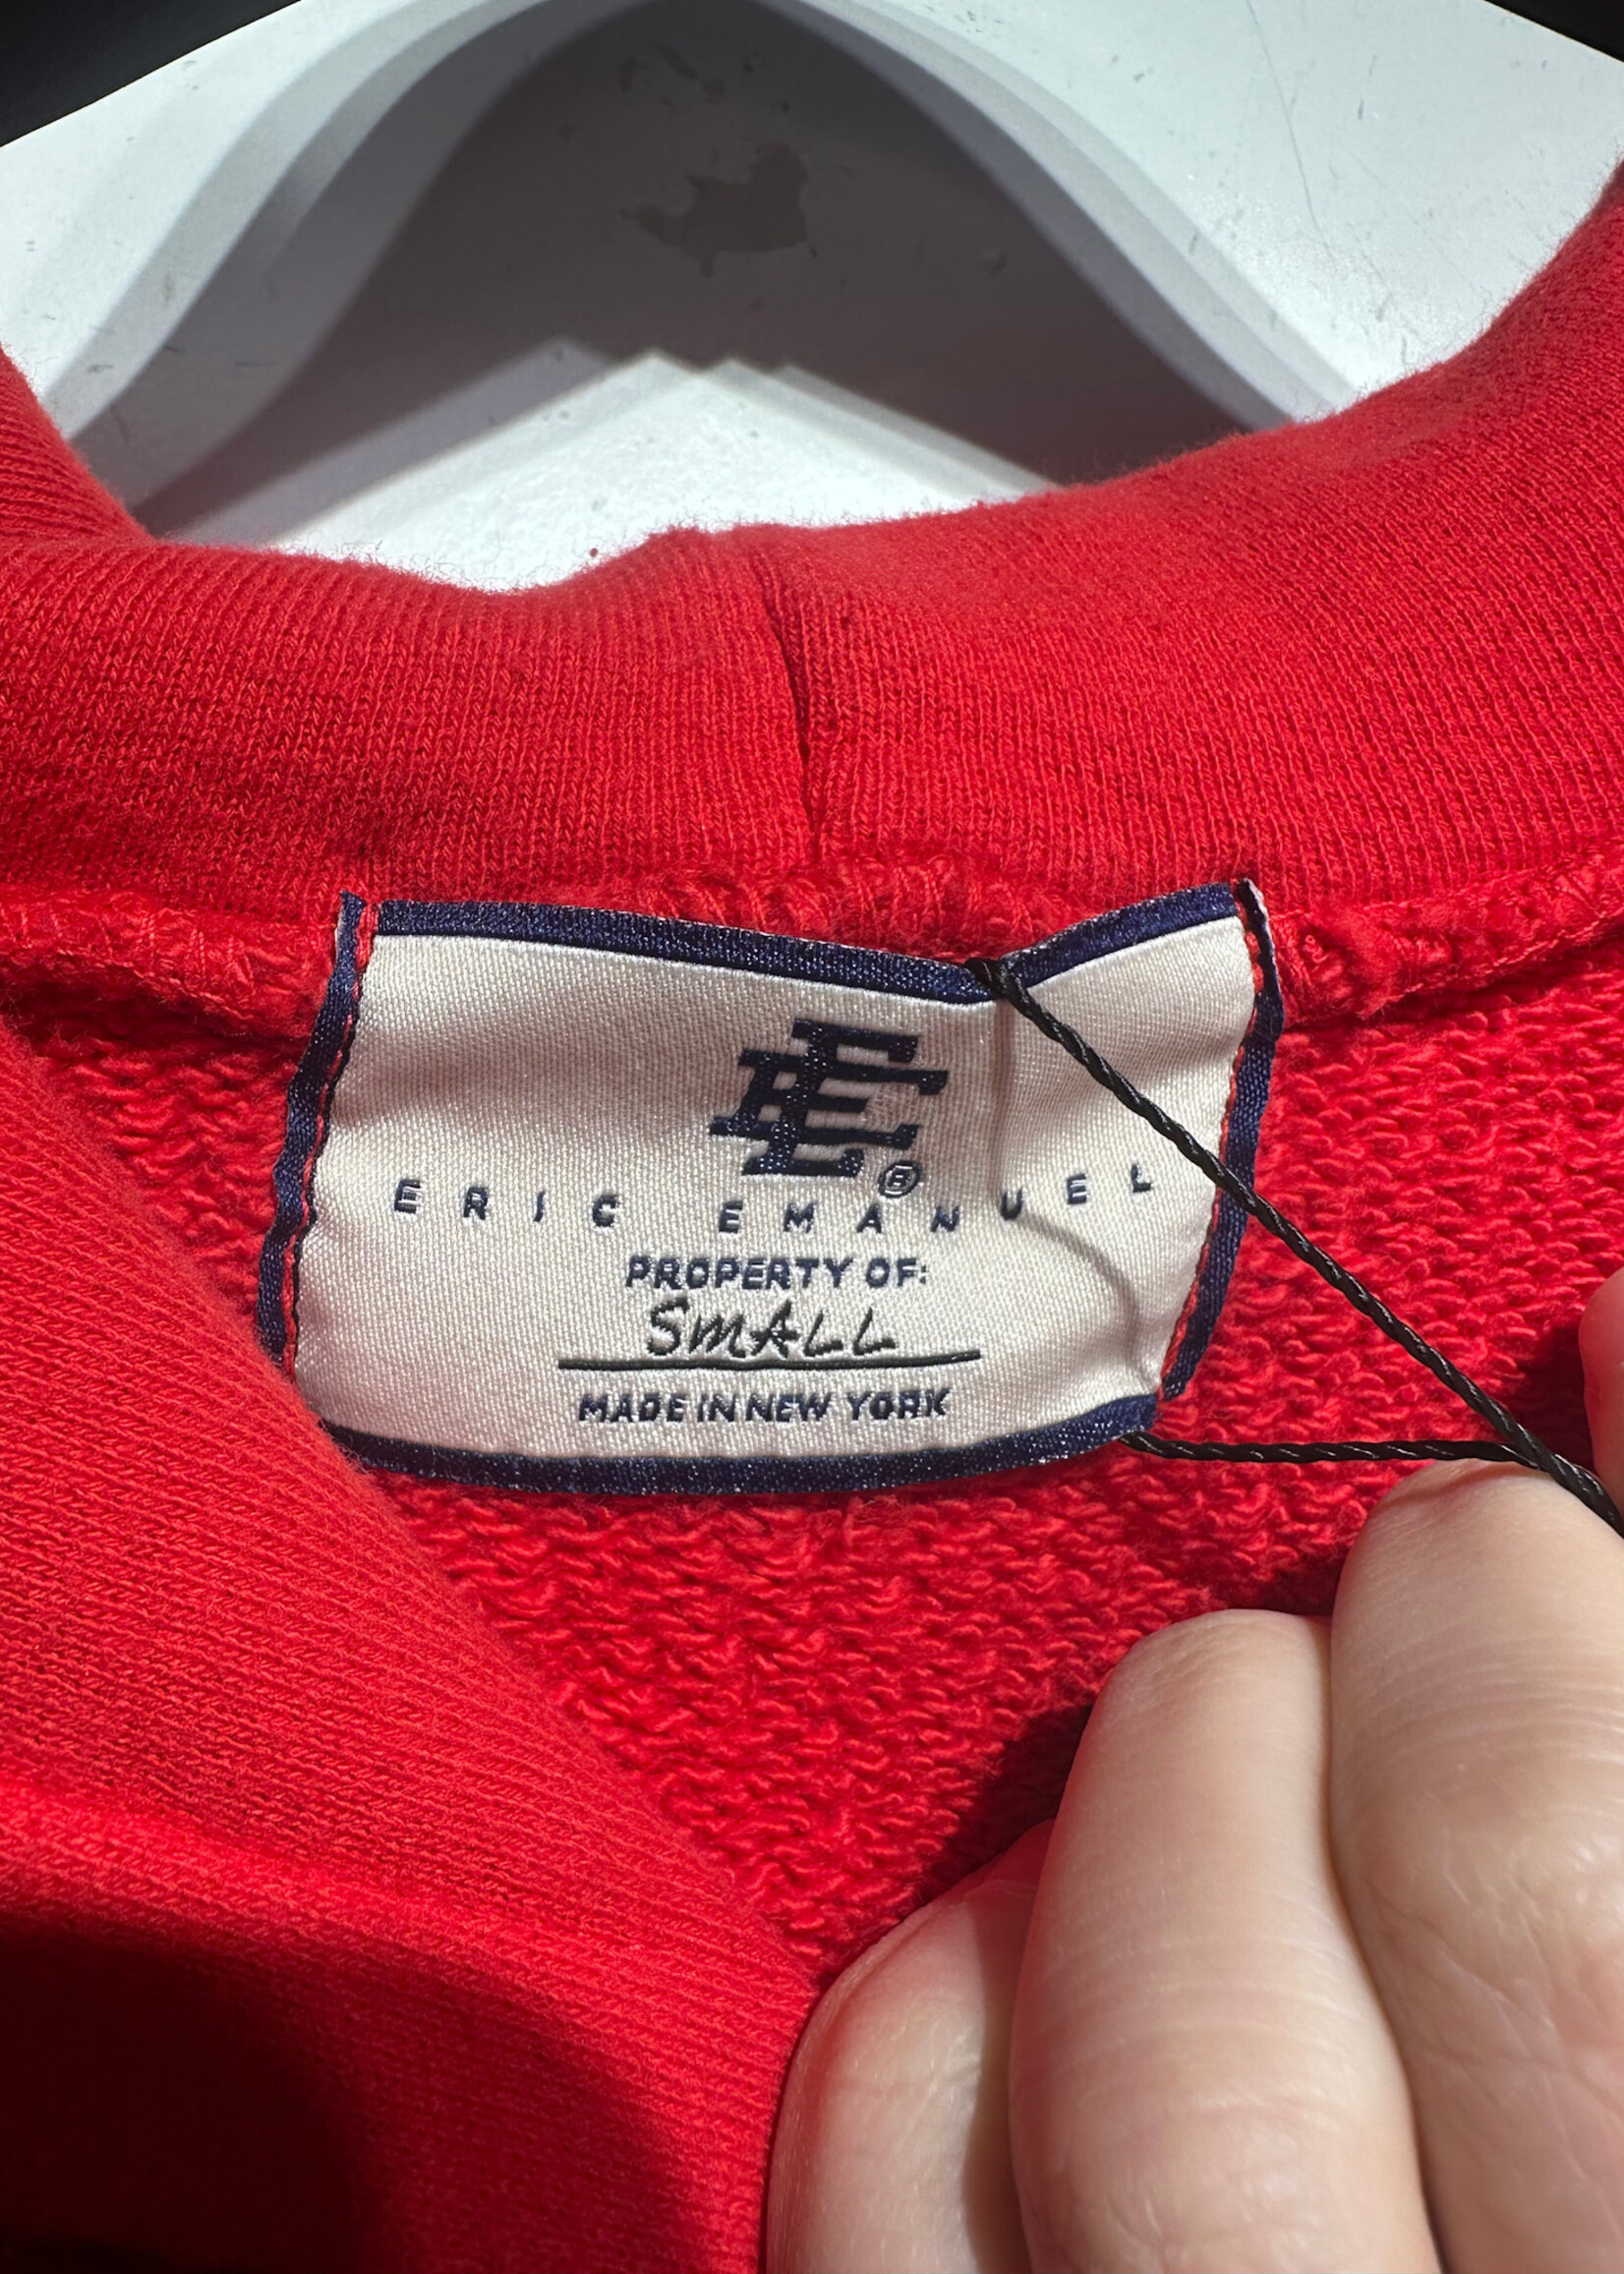 EE®
ERIC EMANUEL
PROPERTY OF:
SMALL
MADE IN NEW YORK